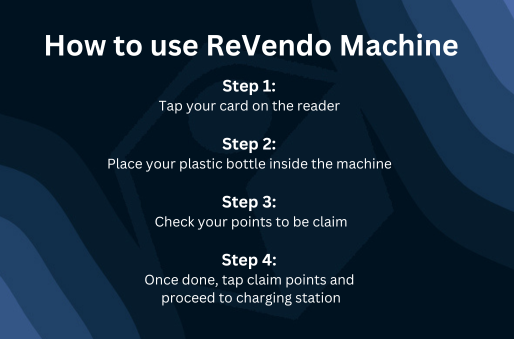 How to use ReVendo Machine
Step 1:
Tap your card on the reader
Step 2:
Place your plastic bottle inside the machine
Step 3:
Check your points to be claim
Step 4:
Once done, tap claim points and
proceed to charging station